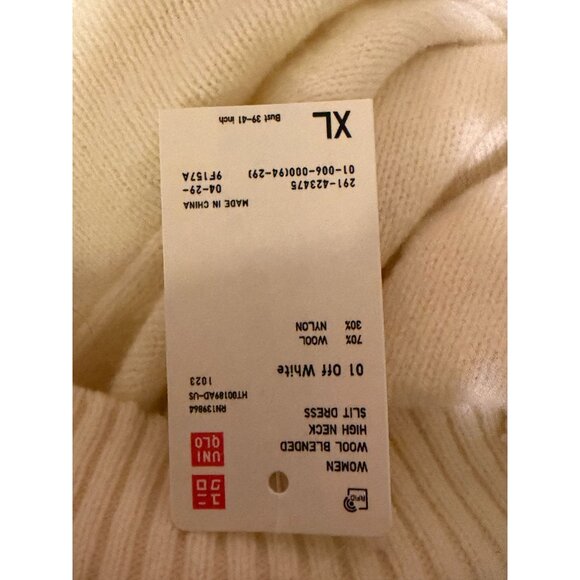 RFID
ユニ
クロ
UNI
QLO
WOMEN
WOOL BLENDED
HIGH NECK
SLIT DRESS
RN139864
HT00189AD-US
1023
01 Off White
70% WOOL
30% NYLON
MADE IN CHINA
291-423475 04-29-
01-006-000(94-29) 9F157A
XL Bust 39-41 inch